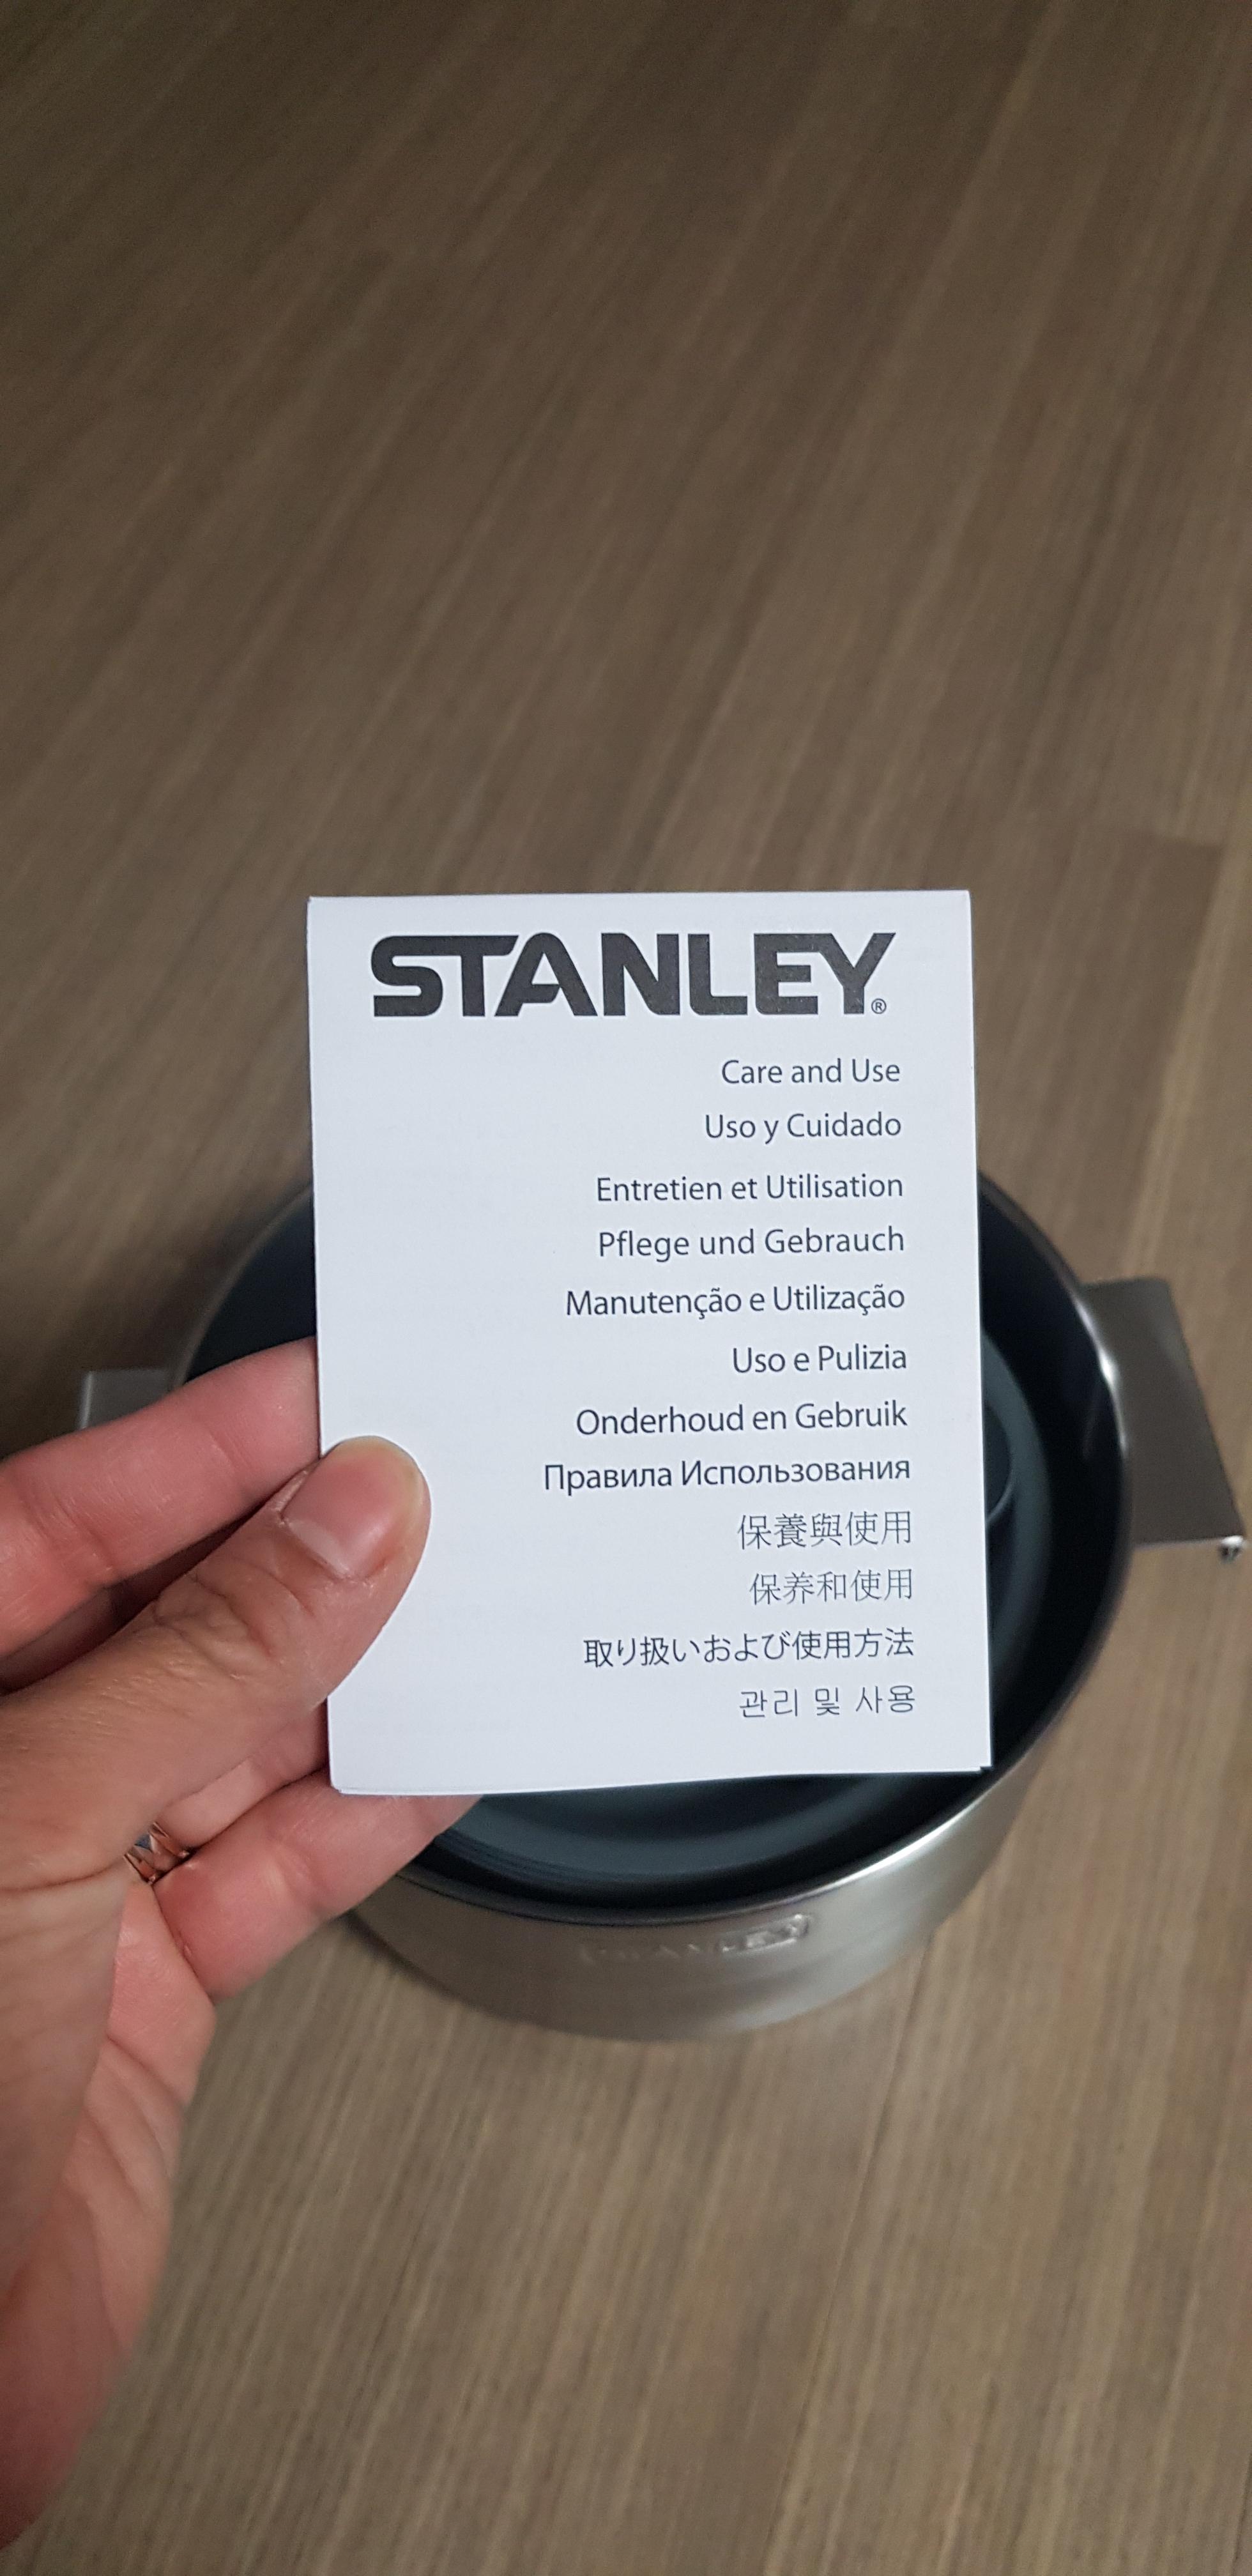 STANLEY®
Care and Use
Uso y Cuidado
Entretien et Utilisation
Pflege und Gebrauch
Manutenção e Utilização
Uso e Pulizia
Onderhoud en Gebruik
Правила Использования
保養與使用
保养和使用
取り扱いおよび使用方法
관리 및 사용
STANLEY